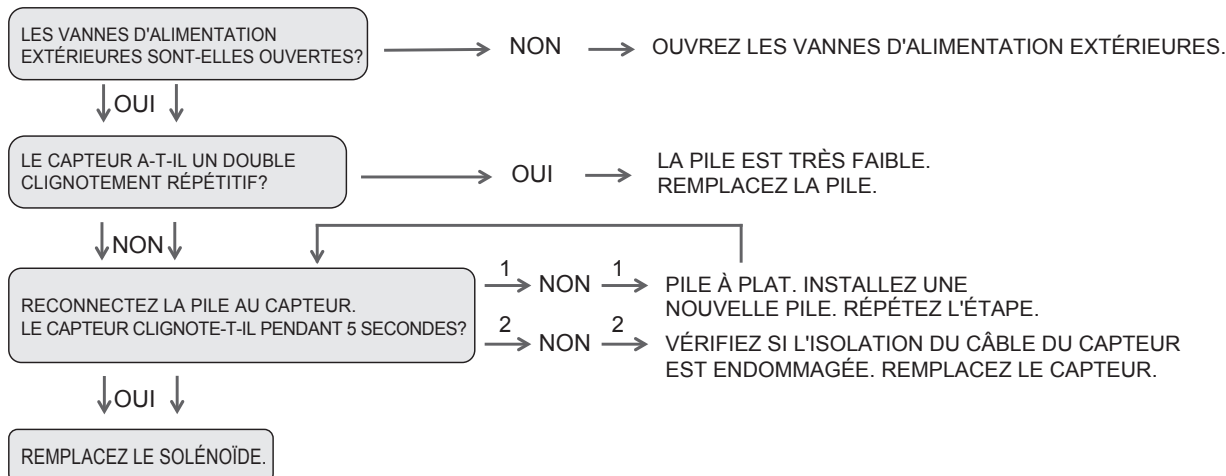 LES VANNES D'ALIMENTATION
EXTÉRIEURES SONT-ELLES OUVERTES?
NON
OUVREZ LES VANNES D'ALIMENTATION EXTÉRIEURES.
OUI
LE CAPTEUR A-T-IL UN DOUBLE
CLIGNOTEMENT RÉPÉTITIF?
OUI
LA PILE EST TRÈS FAIBLE.
REMPLACEZ LA PILE.
NON
RECONNECTEZ LA PILE AU CAPTEUR.
LE CAPTEUR CLIGNOTE-T-IL PENDANT 5 SECONDES?
1 NON 1
PILE À PLAT. INSTALLEZ UNE
NOUVELLE PILE. RÉPÉTEZ L'ÉTAPE.
2 NON 2
VÉRIFIEZ SI L'ISOLATION DU CÂBLE DU CAPTEUR
EST ENDOMMAGÉE. REMPLACEZ LE CAPTEUR.
OUI
REMPLACEZ LE SOLÉNOÏDE.